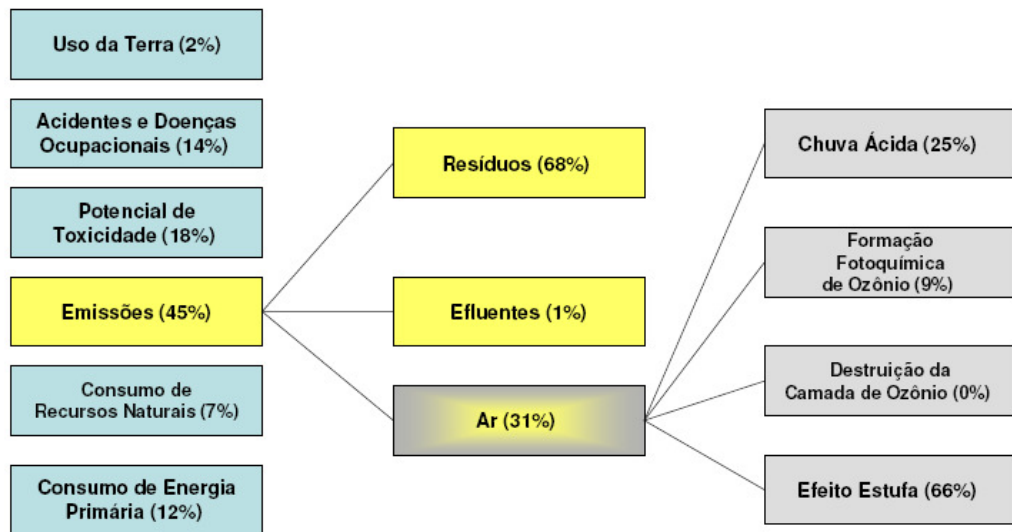 Uso da Terra (2%)
Acidentes e Doenças
Ocupacionais (14%)
Potencial de
Toxicidade (18%)
Emissões (45%)
Consumo de
Recursos Naturais (7%)
Consumo de Energia
Primária (12%)
Resíduos (68%)
Efluentes (1%)
Ar (31%)
Chuva Ácida (25%)
Formação
Fotoquímica
de Ozônio (9%)
Destruição da
Camada de Ozônio (0%)
Efeito Estufa (66%)